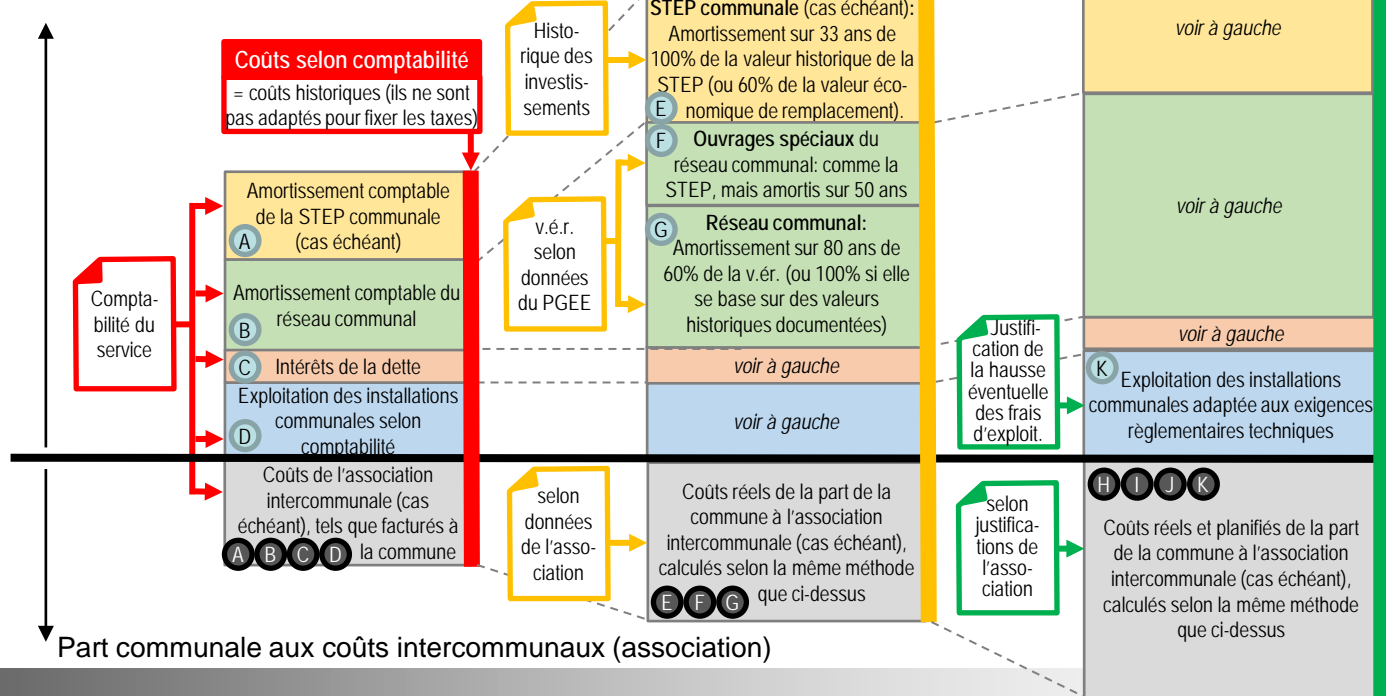 Coûts selon comptabilité
= coûts historiques (ils ne sont
pas adaptés pour fixer les taxes)
Compta-
bilité du
service
Amortissement comptable
de la STEP communale
(cas échéant)
A
Amortissement comptable du
réseau communal
B
C
Intérêts de la dette
Exploitation des installations
communales selon
comptabilité
D
Coûts de l'association
intercommunale (cas
échéant), tels que facturés à
la commune
A B C D
Histo-
rique des
investis-
sements
v.é.r.
selon
données
du PGEE
selon
données
de l'asso-
ciation
STEP communale (cas échéant):
Amortissement sur 33 ans de
100% de la valeur historique de la
STEP (ou 60% de la valeur éco-
nomique de remplacement).
E
F
Ouvrages spéciaux du
réseau communal: comme la
STEP, mais amortis sur 50 ans
G
Réseau communal:
Amortissement sur 80 ans de
60% de la v.ér. (ou 100% si elle
se base sur des valeurs
historiques documentées)
voir à gauche
voir à gauche
Coûts réels de la part de la
commune à l'association
intercommunale (cas échéant),
calculés selon la même méthode
que ci-dessus
E F G
Justifi-
cation de
la hausse
éventuelle
des frais
d'exploit.
selon
justifica-
tions de
l'asso-
ciation
voir à gauche
voir à gauche
voir à gauche
K
Exploitation des installations
communales adaptée aux exigences
règlementaires techniques
H I J K
Coûts réels et planifiés de la part
de la commune à l'association
intercommunale (cas échéant),
calculés selon la même méthode
que ci-dessus
Part communale aux coûts intercommunaux (association)